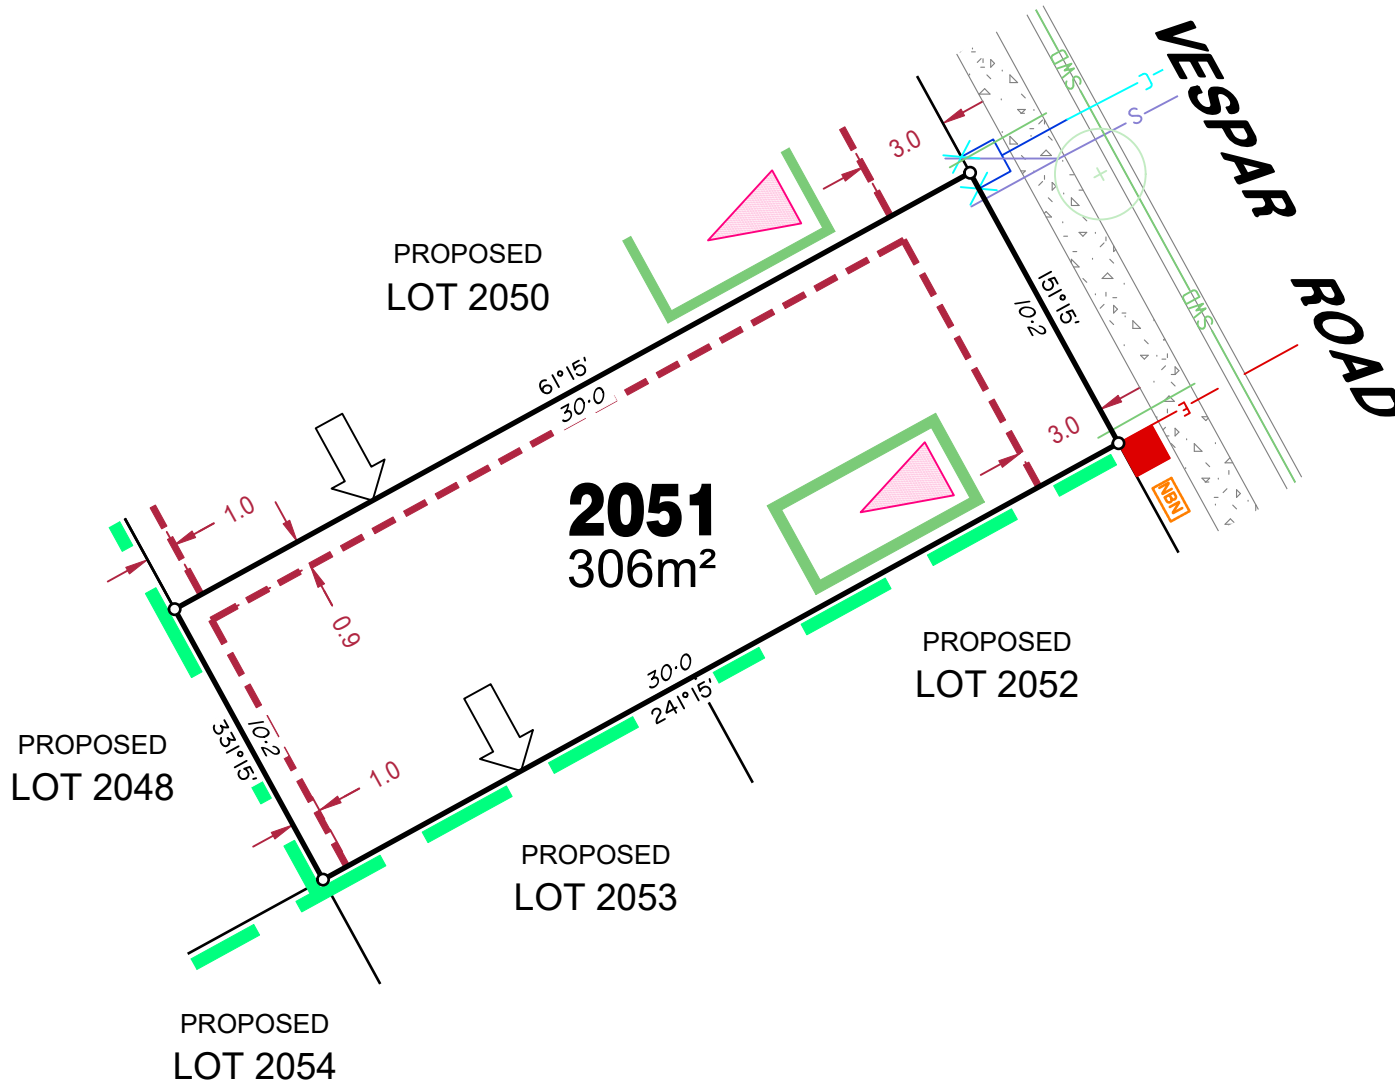 VESPAR
ROAD
SWD
C
S
3.0
PROPOSED
LOT 2050
151°15'
10·2
SWD
61°15'
30·0
3.0
E
NBN
1.0
2051
306m²
0.9
PROPOSED
LOT 2052
30·0
241°15'
PROPOSED
LOT 2048
331°15'
10·2
1.0
PROPOSED
LOT 2053
PROPOSED
LOT 2054